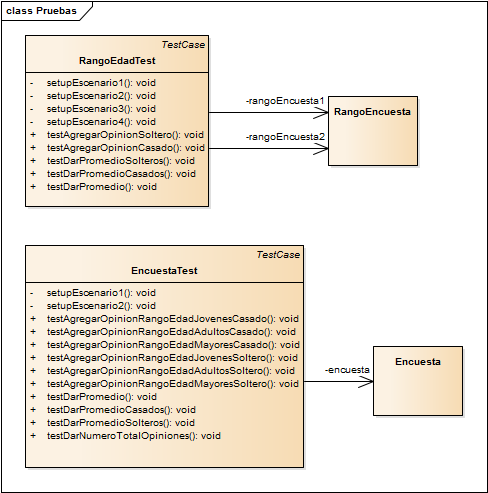 class Pruebas
TestCase
RangoEdadTest
- setupEscenario1(): void
- setupEscenario2(): void
- setupEscenario3(): void
- setupEscenario4(): void
+ testAgregarOpinionSoltero(): void
+ testAgregarOpinionCasado(): void
+ testDarPromedioSolteros(): void
+ testDarPromedioCasados(): void
+ testDarPromedio(): void
-rangoEncuesta1
-rangoEncuesta2
RangoEncuesta
TestCase
EncuestaTest
- setupEscenario1(): void
- setupEscenario2(): void
+ testAgregarOpinionRangoEdadJovenesCasado(): void
+ testAgregarOpinionRangoEdadAdultosCasado(): void
+ testAgregarOpinionRangoEdadMayoresCasado(): void
+ testAgregarOpinionRangoEdadJovenesSoltero(): void
+ testAgregarOpinionRangoEdadAdultosSoltero(): void
+ testAgregarOpinionRangoEdadMayoresSoltero(): void
+ testDarPromedio(): void
+ testDarPromedioCasados(): void
+ testDarPromedioSolteros(): void
+ testDarNumeroTotalOpiniones(): void
-encuesta
Encuesta